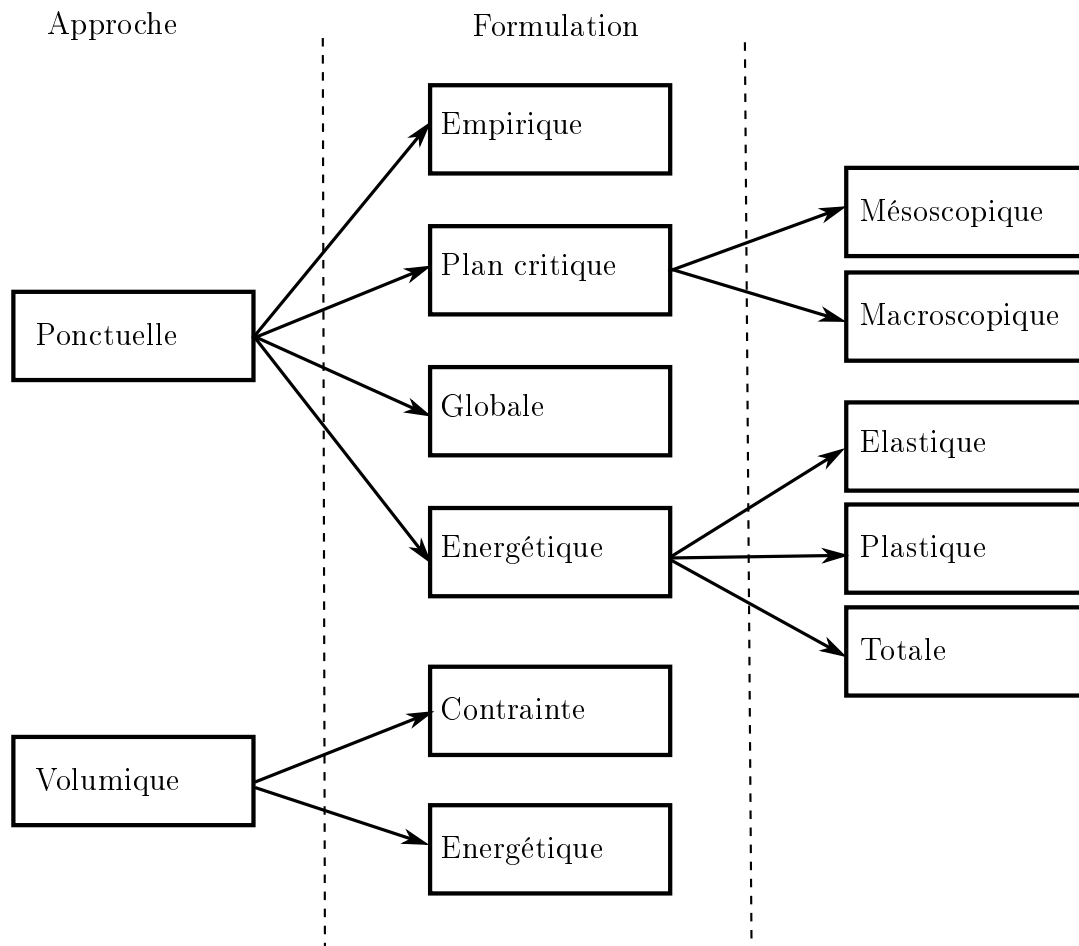 Approche
Formulation
Empirique
Plan critique
Mésoscopique
Macroscopique
Ponctuelle
Globale
Elastique
Energétique
Plastique
Totale
Contrainte
Volumique
Energétique